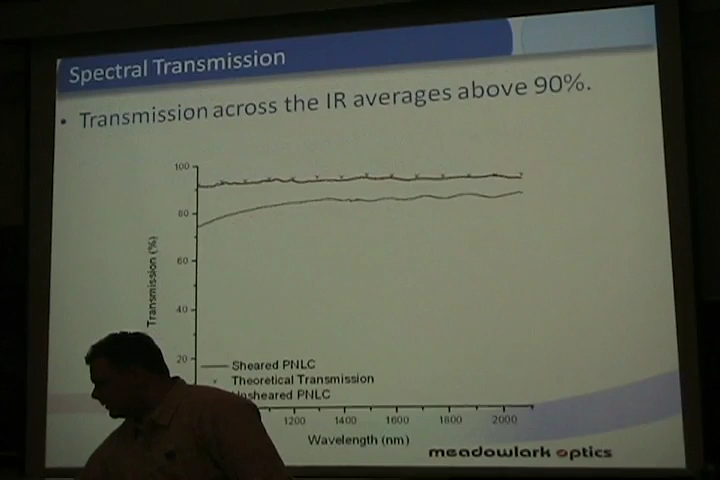 Spectral Transmission
• Transmission across the IR averages above 90%.
100
80
60
40
20
Transmission (%)
Sheared PNLC
Theoretical Transmission
Unsheared PNLC
1200 1400 1600 1800 2000
Wavelength (nm)
meadowlark optics